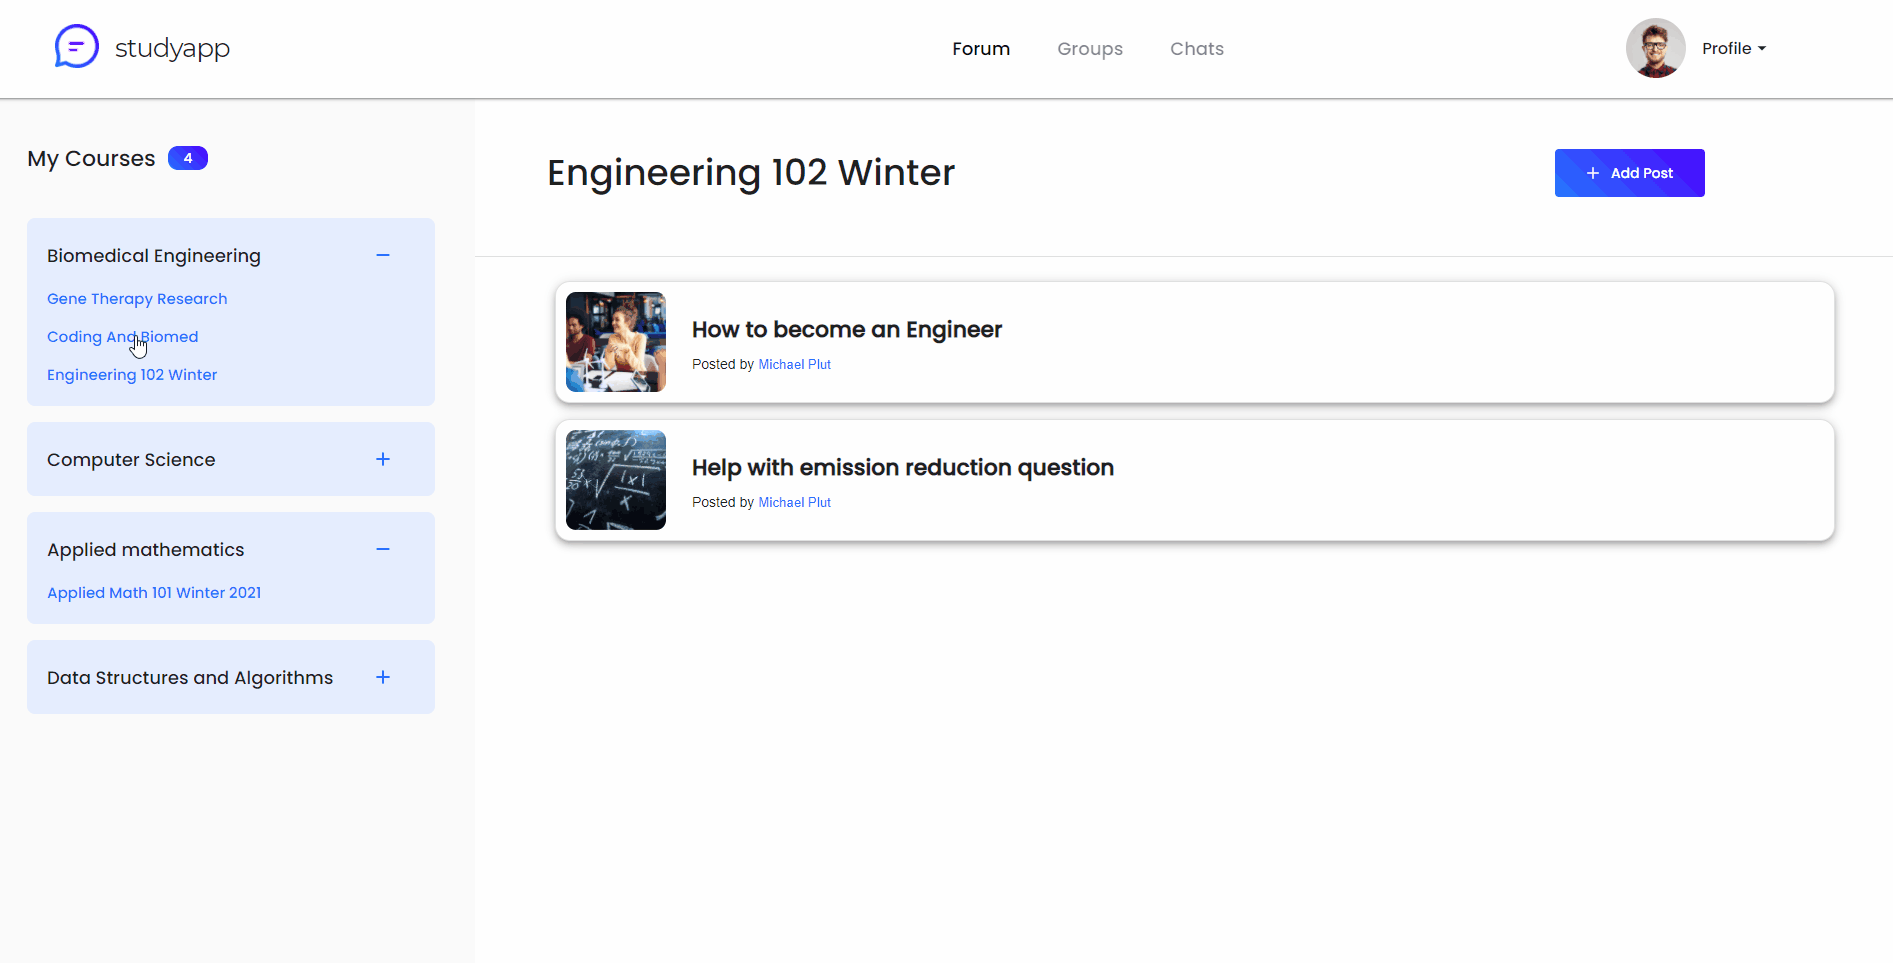 studyapp
Forum
Groups
Chats
Profile
My Courses
4
Biomedical Engineering
Gene Therapy Research
Coding And Biomed
Engineering 102 Winter
Computer Science
Applied mathematics
Applied Math 101 Winter 2021
Data Structures and Algorithms
Engineering 102 Winter
+ Add Post
How to become an Engineer
Posted by Michael Plut
Help with emission reduction question
Posted by Michael Plut